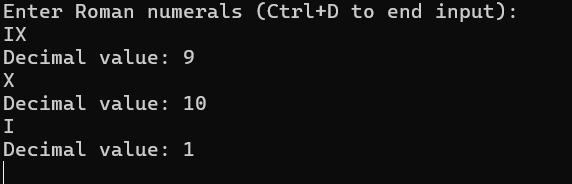 Enter Roman numerals (Ctrl+D to end input):
IX
Decimal value: 9
X
Decimal value: 10
I
Decimal value: 1